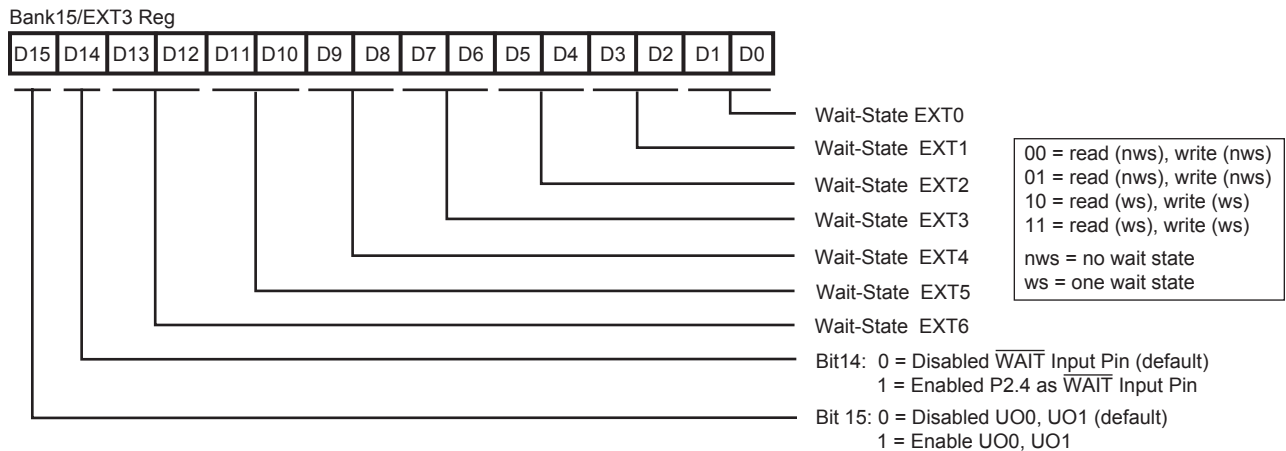 Bank15/EXT3 Reg
D15 D14 D13 D12 D11 D10 D9 D8 D7 D6 D5 D4 D3 D2 D1 D0
Wait-State EXT0
Wait-State EXT1
Wait-State EXT2
Wait-State EXT3
Wait-State EXT4
Wait-State EXT5
Wait-State EXT6
00 = read (nws), write (nws)
01 = read (nws), write (nws)
10 = read (ws), write (ws)
11 = read (ws), write (ws)
nws = no wait state
ws = one wait state
Bit14: 0 = Disabled WAIT Input Pin (default)
1 = Enabled P2.4 as WAIT Input Pin
Bit 15: 0 = Disabled UO0, UO1 (default)
1 = Enable UO0, UO1